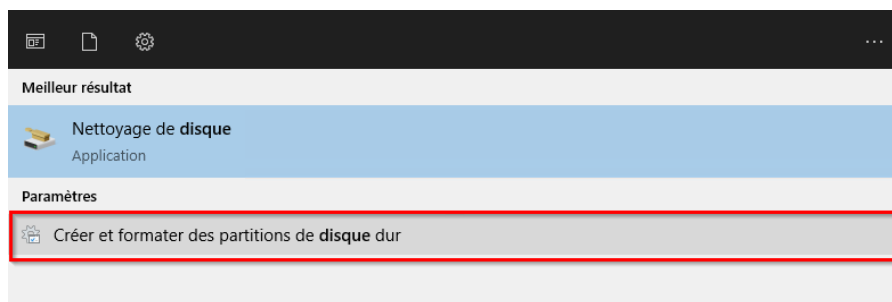 Meilleur résultat
Nettoyage de disque
Application
Paramètres
Créer et formater des partitions de disque dur